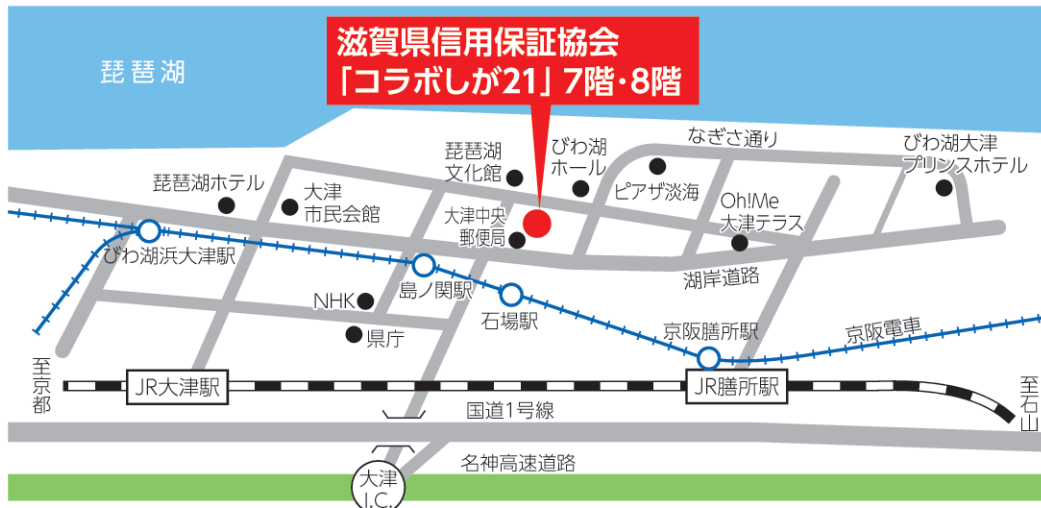 滋賀県信用保証協会
「コラボしが21」7階・8階
琵琶湖
なぎさ通り
びわ湖大津
プリンスホテル
琵琶湖
文化館
びわ湖
ホール
ピアザ淡海
琵琶湖ホテル
大津
市民会館
大津中央
郵便局
Oh!Me
大津テラス
びわ湖浜大津駅
島ノ関駅
湖岸道路
NHK
石場駅
県庁
京阪膳所駅
京阪電車
至京都
JR大津駅
JR膳所駅
至石山
国道1号線
名神高速道路
大津
I.C.